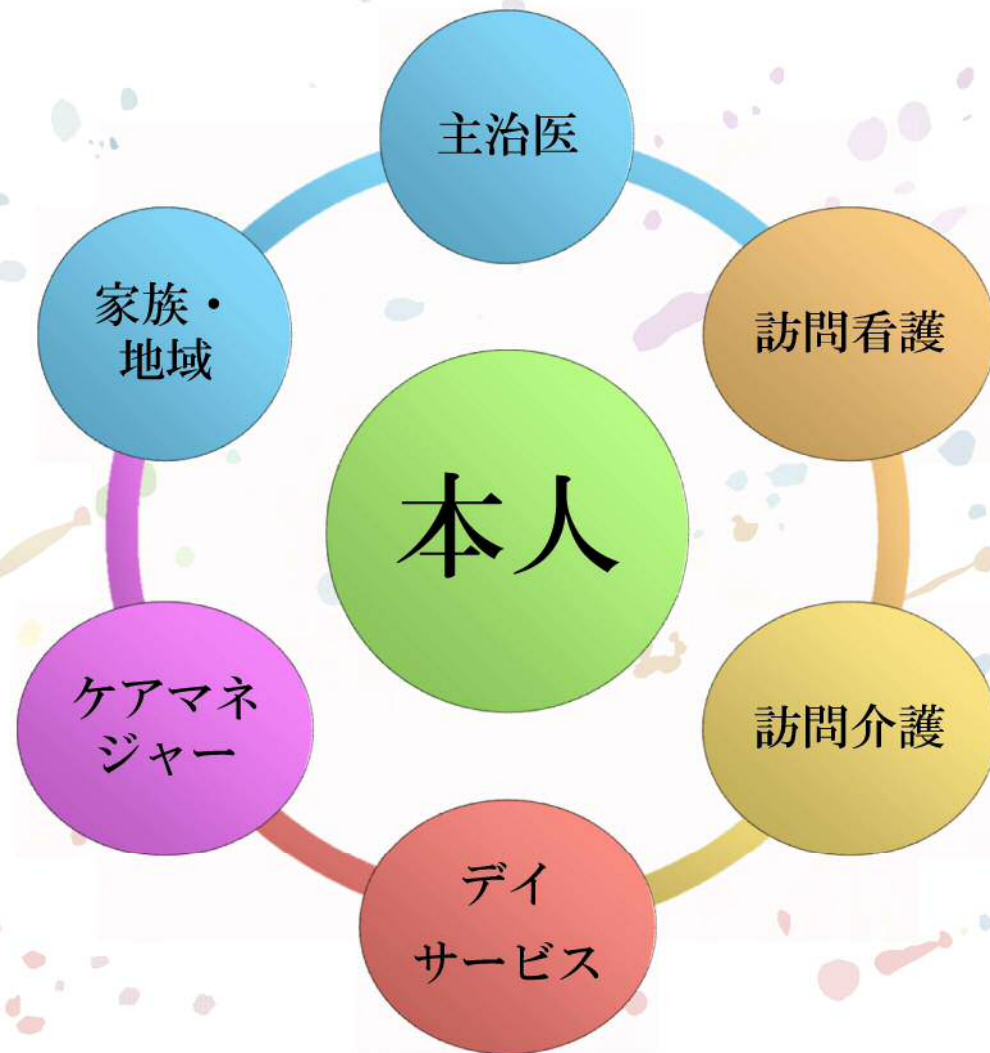 主治医
訪問看護
訪問介護
デイ
サービス
ケアマネ
ジャー
家族・
地域
本人